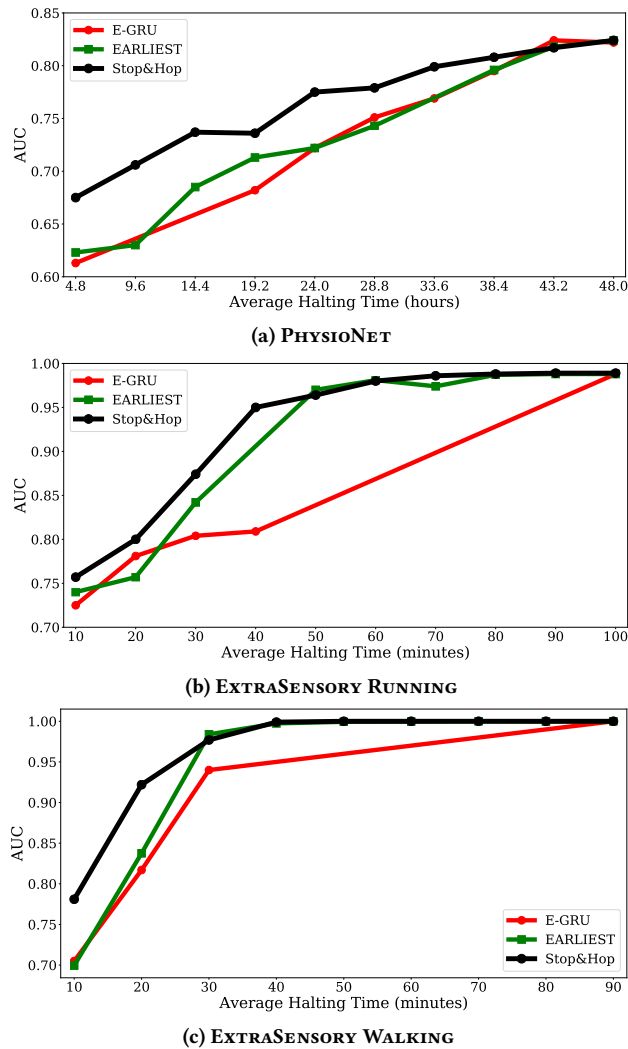 0.85
0.80
0.75
0.70
0.65
0.60
AUC
E-GRU
EARLIEST
Stop&Hop
4.8 9.6 14.4 19.2 24.0 28.8 33.6 38.4 43.2 48.0
Average Halting Time (hours)
(a) PhysioNet
1.00
0.95
0.90
0.85
0.80
0.75
0.70
AUC
E-GRU
EARLIEST
Stop&Hop
10 20 30 40 50 60 70 80 90 100
Average Halting Time (minutes)
(b) ExtraSensory Running
1.00
0.95
0.90
0.85
0.80
0.75
0.70
AUC
E-GRU
EARLIEST
Stop&Hop
10 20 30 40 50 60 70 80 90
Average Halting Time (minutes)
(c) ExtraSensory Walking